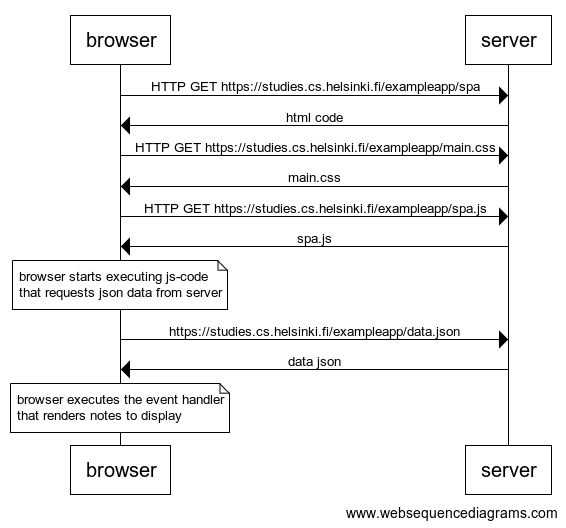 browser
server
HTTP GET https://studies.cs.helsinki.fi/exampleapp/spa
html code
HTTP GET https://studies.cs.helsinki.fi/exampleapp/main.css
main.css
HTTP GET https://studies.cs.helsinki.fi/exampleapp/spa.js
spa.js
browser starts executing js-code
that requests json data from server
https://studies.cs.helsinki.fi/exampleapp/data.json
data json
browser executes the event handler
that renders notes to display
browser
server
www.websequencediagrams.com